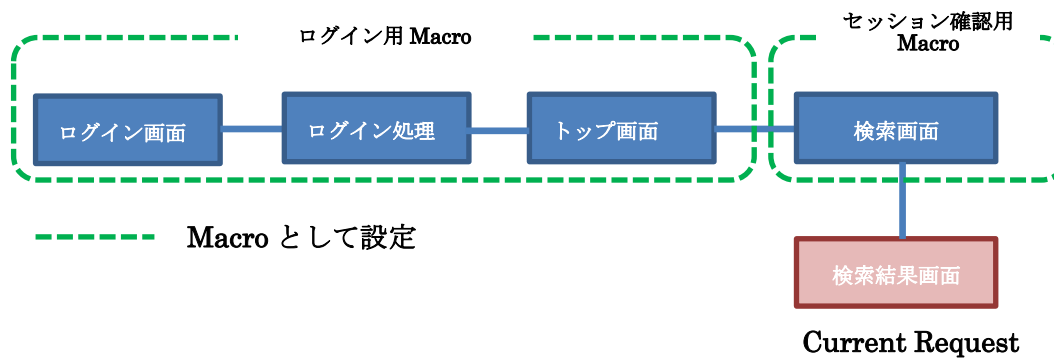 ログイン用 Macro
セッション確認用
Macro
ログイン画面
ログイン処理
トップ画面
検索画面
Macro として設定
検索結果画面
Current Request